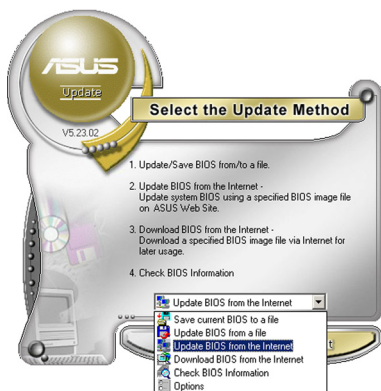 ASUS
Update
V5.23.02
Select the Update Method
1. Update/Save BIOS from/to a file.
2. Update BIOS from the Internet -
Update system BIOS using a specified BIOS image file
on ASUS Web Site.
3. Download BIOS from the Internet -
Download a specified BIOS image file via Internet for
later usage.
4. Check BIOS Information
Update BIOS from the Internet
Save current BIOS to a file
Update BIOS from a file
Update BIOS from the Internet
Download BIOS from the Internet
Check BIOS Information
Options